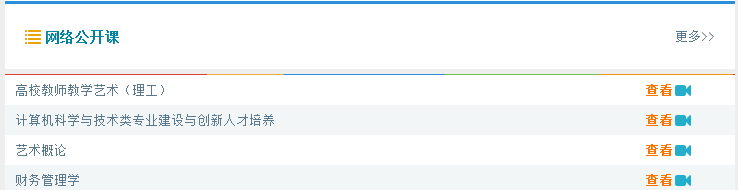 网络公开课 更多>>
高校教师教学艺术（理工） 查看
计算机科学与技术类专业建设与创新人才培养 查看
艺术概论 查看
财务管理学 查看